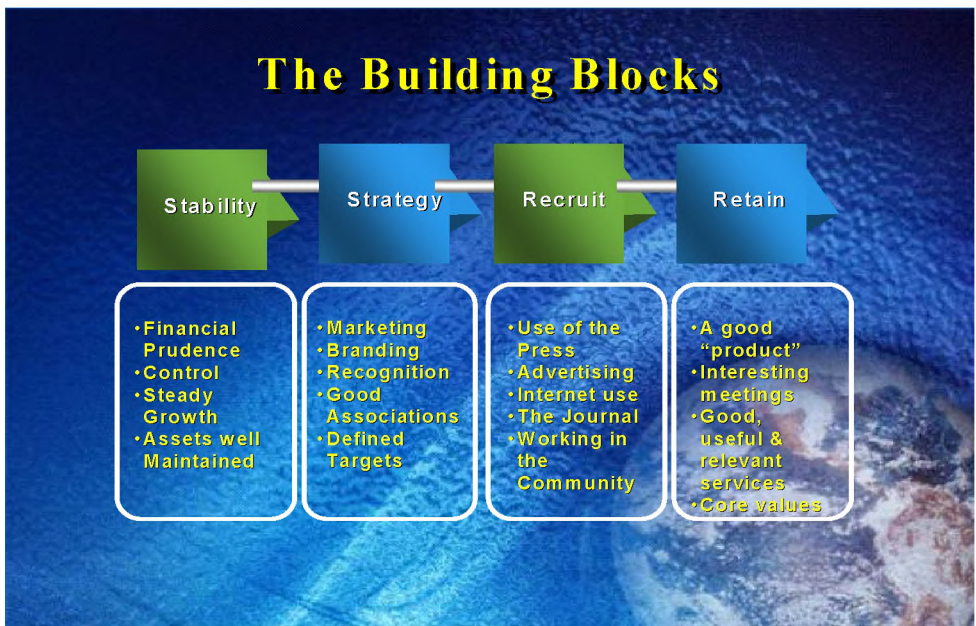 The Building Blocks
Stability
Strategy
Recruit
Retain
•Financial
Prudence
•Control
•Steady
Growth
•Assets well
Maintained
•Marketing
•Branding
•Recognition
•Good
Associations
•Defined
Targets
•Use of the
Press
•Advertising
•Internet use
•The Journal
•Working in
the
Community
•A good
“product”
•Interesting
meetings
•Good,
useful &
relevant
services
•Core values